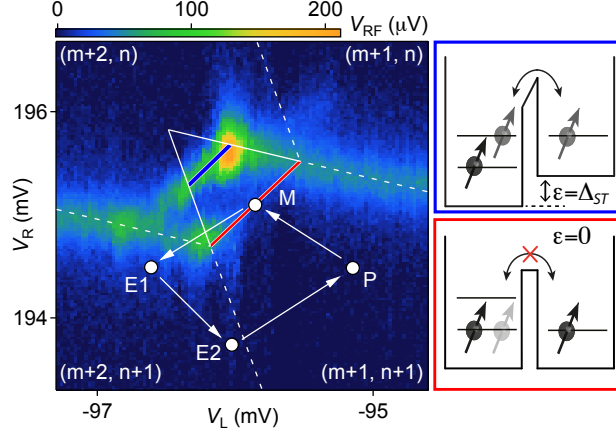 0 100 200
V_RF (μV)
(m+2, n) (m+1, n)
196
V_R (mV)
M
E1 P
194
E2
(m+2, n+1) (m+1, n+1)
-97 V_L (mV) -95
ε=Δ_ST
ε=0